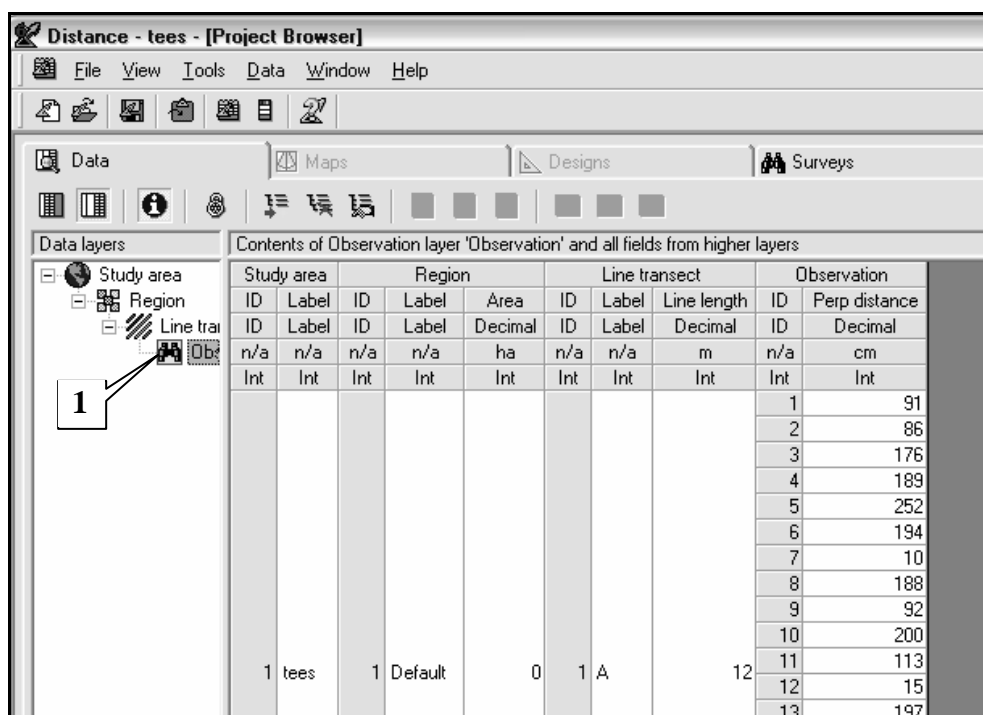 Distance - tees - [Project Browser]
File View Tools Data Window Help
Data Maps Designs Surveys
Data layers
Contents of Observation layer 'Observation' and all fields from higher layers
Study area
Region
Line tra
Obs
1
Study area Region Line transect Observation
ID Label ID Label Area ID Label Line length ID Perp distance
ID Label ID Label Decimal ID Label Decimal ID Decimal
n/a n/a n/a n/a ha n/a n/a m n/a cm
Int Int Int Int Int Int Int Int Int Int
1 91
2 86
3 176
4 189
5 252
6 194
7 10
8 188
9 92
10 200
11 113
1 tees 1 Default 0 1 A 12
12 15
13 197